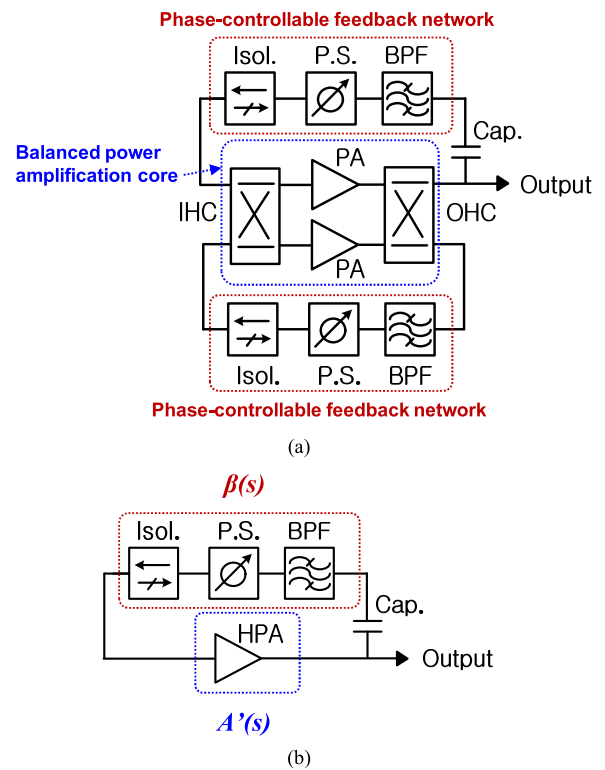 Phase-controllable feedback network
Isol. P.S. BPF
Cap.
Balanced power
amplification core
PA
Output
IHC OHC
PA
Isol. P.S. BPF
Phase-controllable feedback network
(a)
β(s)
Isol. P.S. BPF
Cap.
HPA
Output
A’(s)
(b)